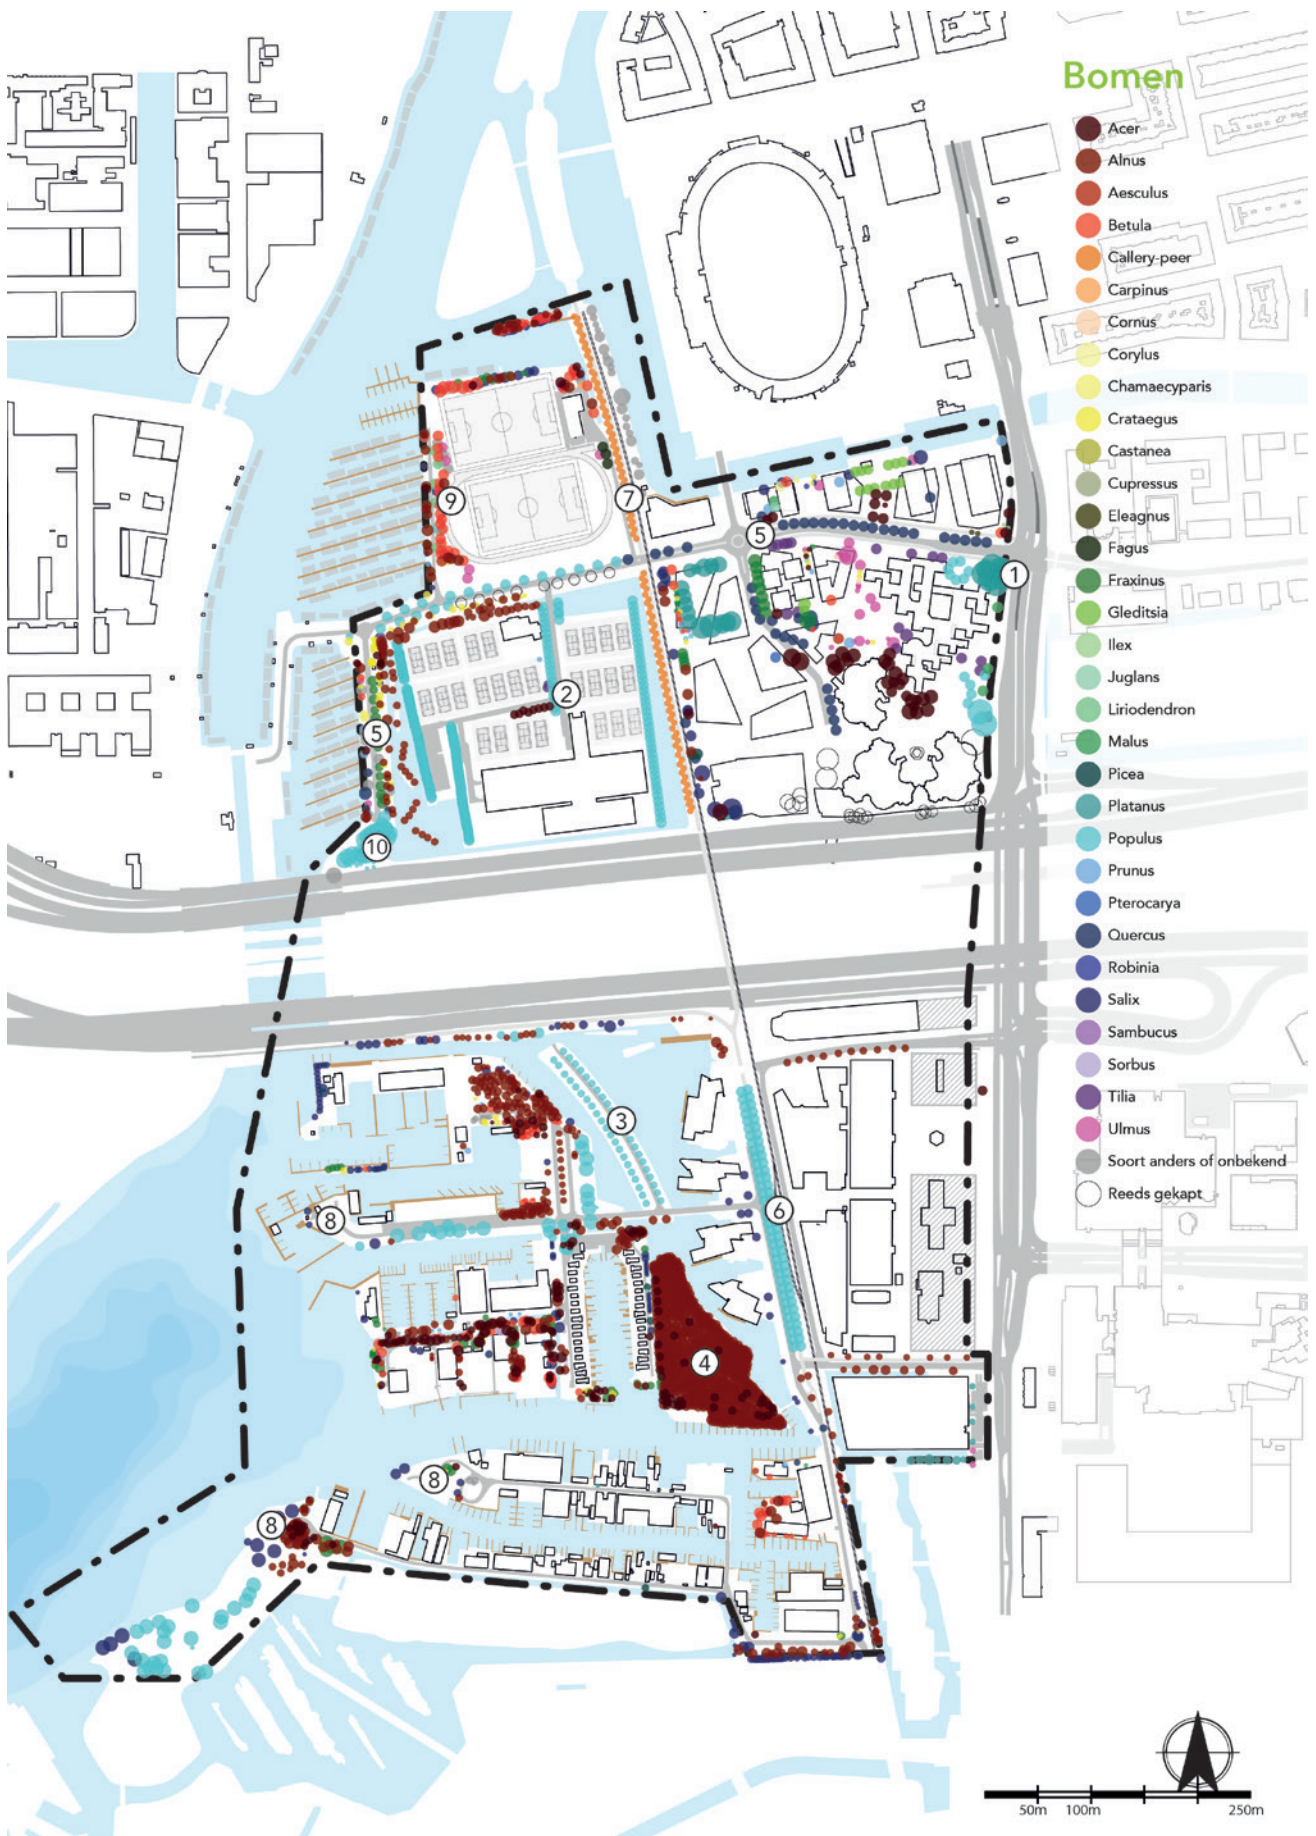 Bomen
Acer
Alnus
Aesculus
Betula
Callery-peer
Carpinus
Cornus
Corylus
Chamaecyparis
Crataegus
Castanea
Cupressus
Eleagnus
Fagus
Fraxinus
Gleditsia
Ilex
Juglans
Liriodendron
Malus
Picea
Platanus
Populus
Prunus
Pterocarya
Quercus
Robinia
Salix
Sambucus
Sorbus
Tilia
Ulmus
Soort anders of onbekend
Reeds gekapt
9
7
5
1
2
5
10
3
8
6
4
8
8
50m 100m 250m